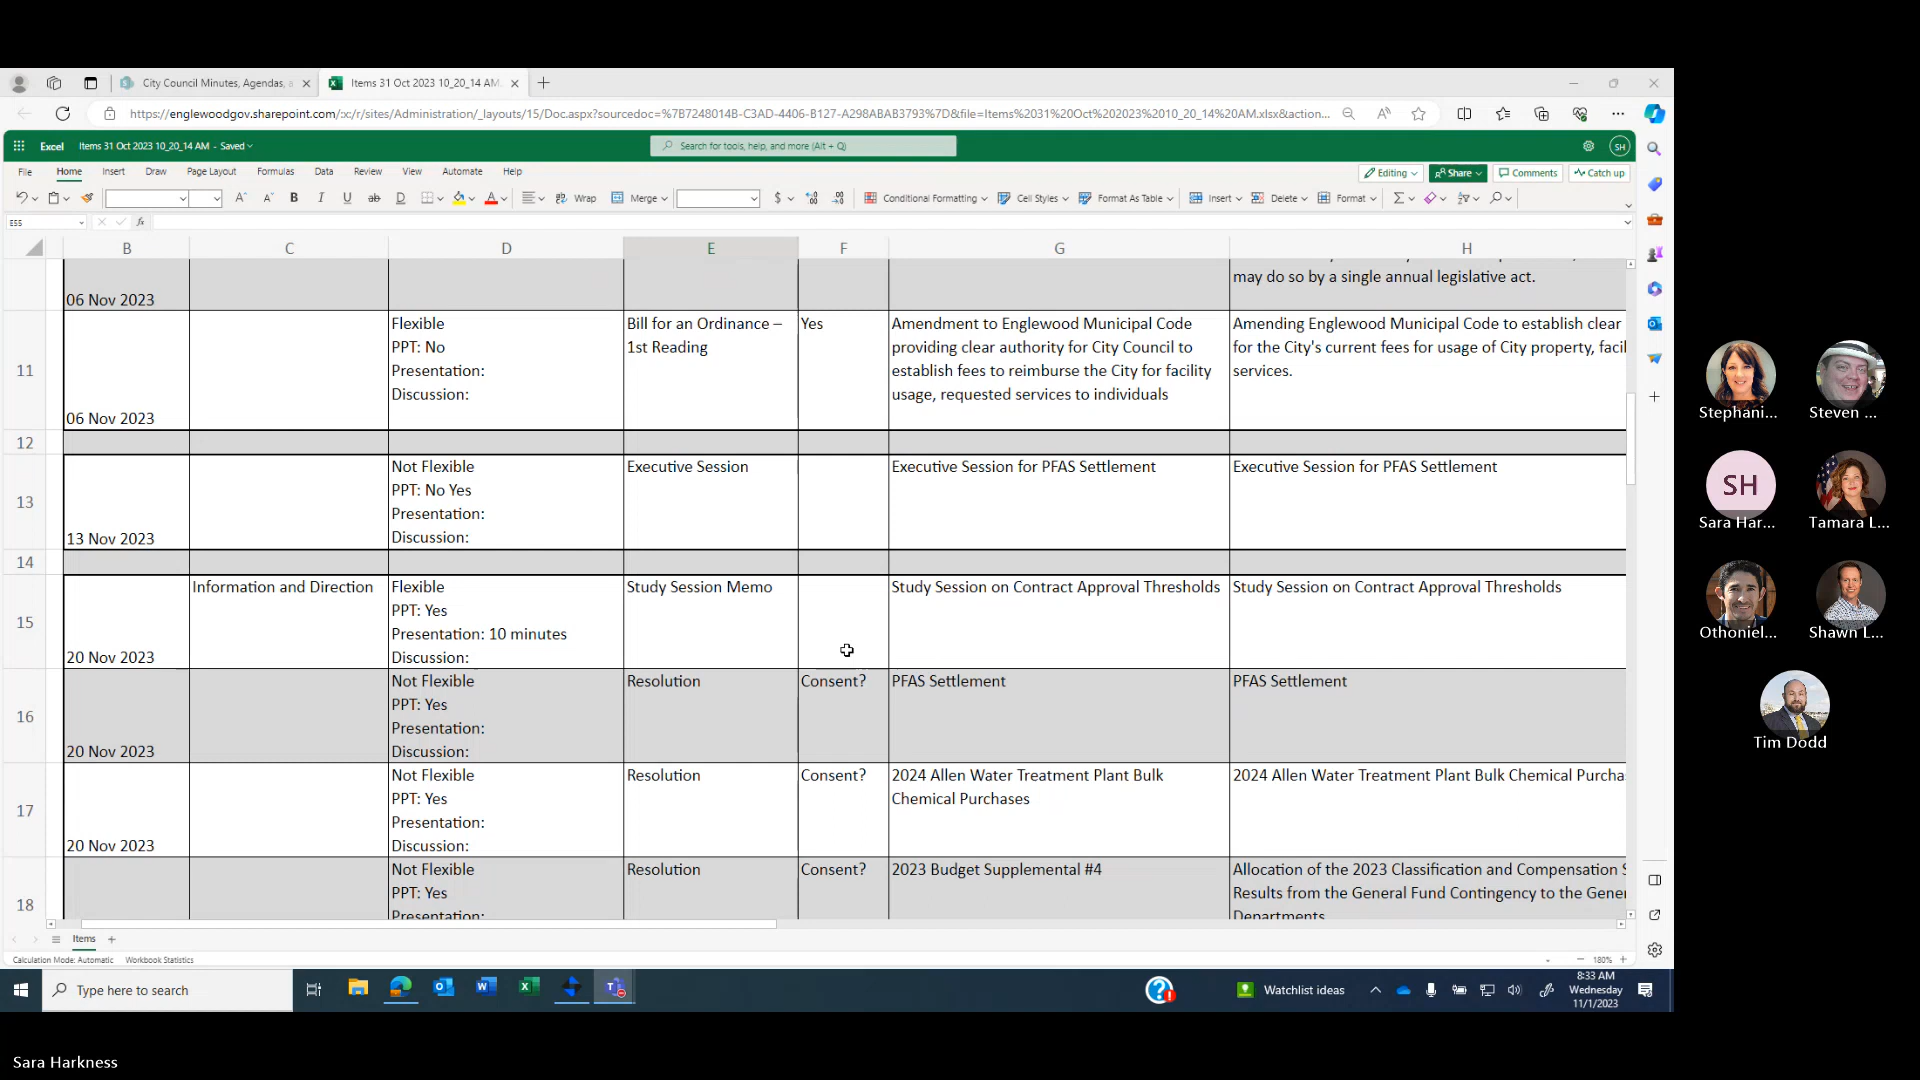 City Council Minutes, Agendas, a
Items 31 Oct 2023 10_20_14 AM
https://englewoodgov.sharepoint.com/:x:/r/sites/Administration/_layouts/15/Doc.aspx?sourcedoc=%7B7248014B-C3AD-4406-B127-A298ABAB3793%7D&file=Items%2031%20Oct%202023%2010_20_14%20AM.xlsx&action...
Excel
Items 31 Oct 2023 10_20_14 AM - Saved
Search for tools, help, and more (Alt + Q)
SH
File Home Insert Draw Page Layout Formulas Data Review View Automate Help
Editing Share Comments Catch up
Wrap Merge Conditional Formatting Cell Styles Format As Table Insert Delete Format
E55
B C D E F G H
06 Nov 2023
may do so by a single annual legislative act.
11
06 Nov 2023
Flexible
PPT: No
Presentation:
Discussion:
Bill for an Ordinance –
1st Reading
Yes
Amendment to Englewood Municipal Code
providing clear authority for City Council to
establish fees to reimburse the City for facility
usage, requested services to individuals
Amending Englewood Municipal Code to establish clear
for the City's current fees for usage of City property, facil
services.
12
13
13 Nov 2023
Not Flexible
PPT: No Yes
Presentation:
Discussion:
Executive Session
Executive Session for PFAS Settlement
Executive Session for PFAS Settlement
14
15
20 Nov 2023
Information and Direction
Flexible
PPT: Yes
Presentation: 10 minutes
Discussion:
Study Session Memo
Study Session on Contract Approval Thresholds
Study Session on Contract Approval Thresholds
16
20 Nov 2023
Not Flexible
PPT: Yes
Presentation:
Discussion:
Resolution
Consent?
PFAS Settlement
PFAS Settlement
17
20 Nov 2023
Not Flexible
PPT: Yes
Presentation:
Discussion:
Resolution
Consent?
2024 Allen Water Treatment Plant Bulk
Chemical Purchases
2024 Allen Water Treatment Plant Bulk Chemical Purcha
18
Not Flexible
PPT: Yes
Presentation:
Resolution
Consent?
2023 Budget Supplemental #4
Allocation of the 2023 Classification and Compensation S
Results from the General Fund Contingency to the Gener
Departments
Items
Calculation Mode: Automatic Workbook Statistics
180%
Type here to search
Watchlist ideas
8:33 AM
Wednesday
11/1/2023
Stephani...
Steven ...
SH
Sara Har...
Tamara L...
Othoniel...
Shawn L...
Tim Dodd
Sara Harkness